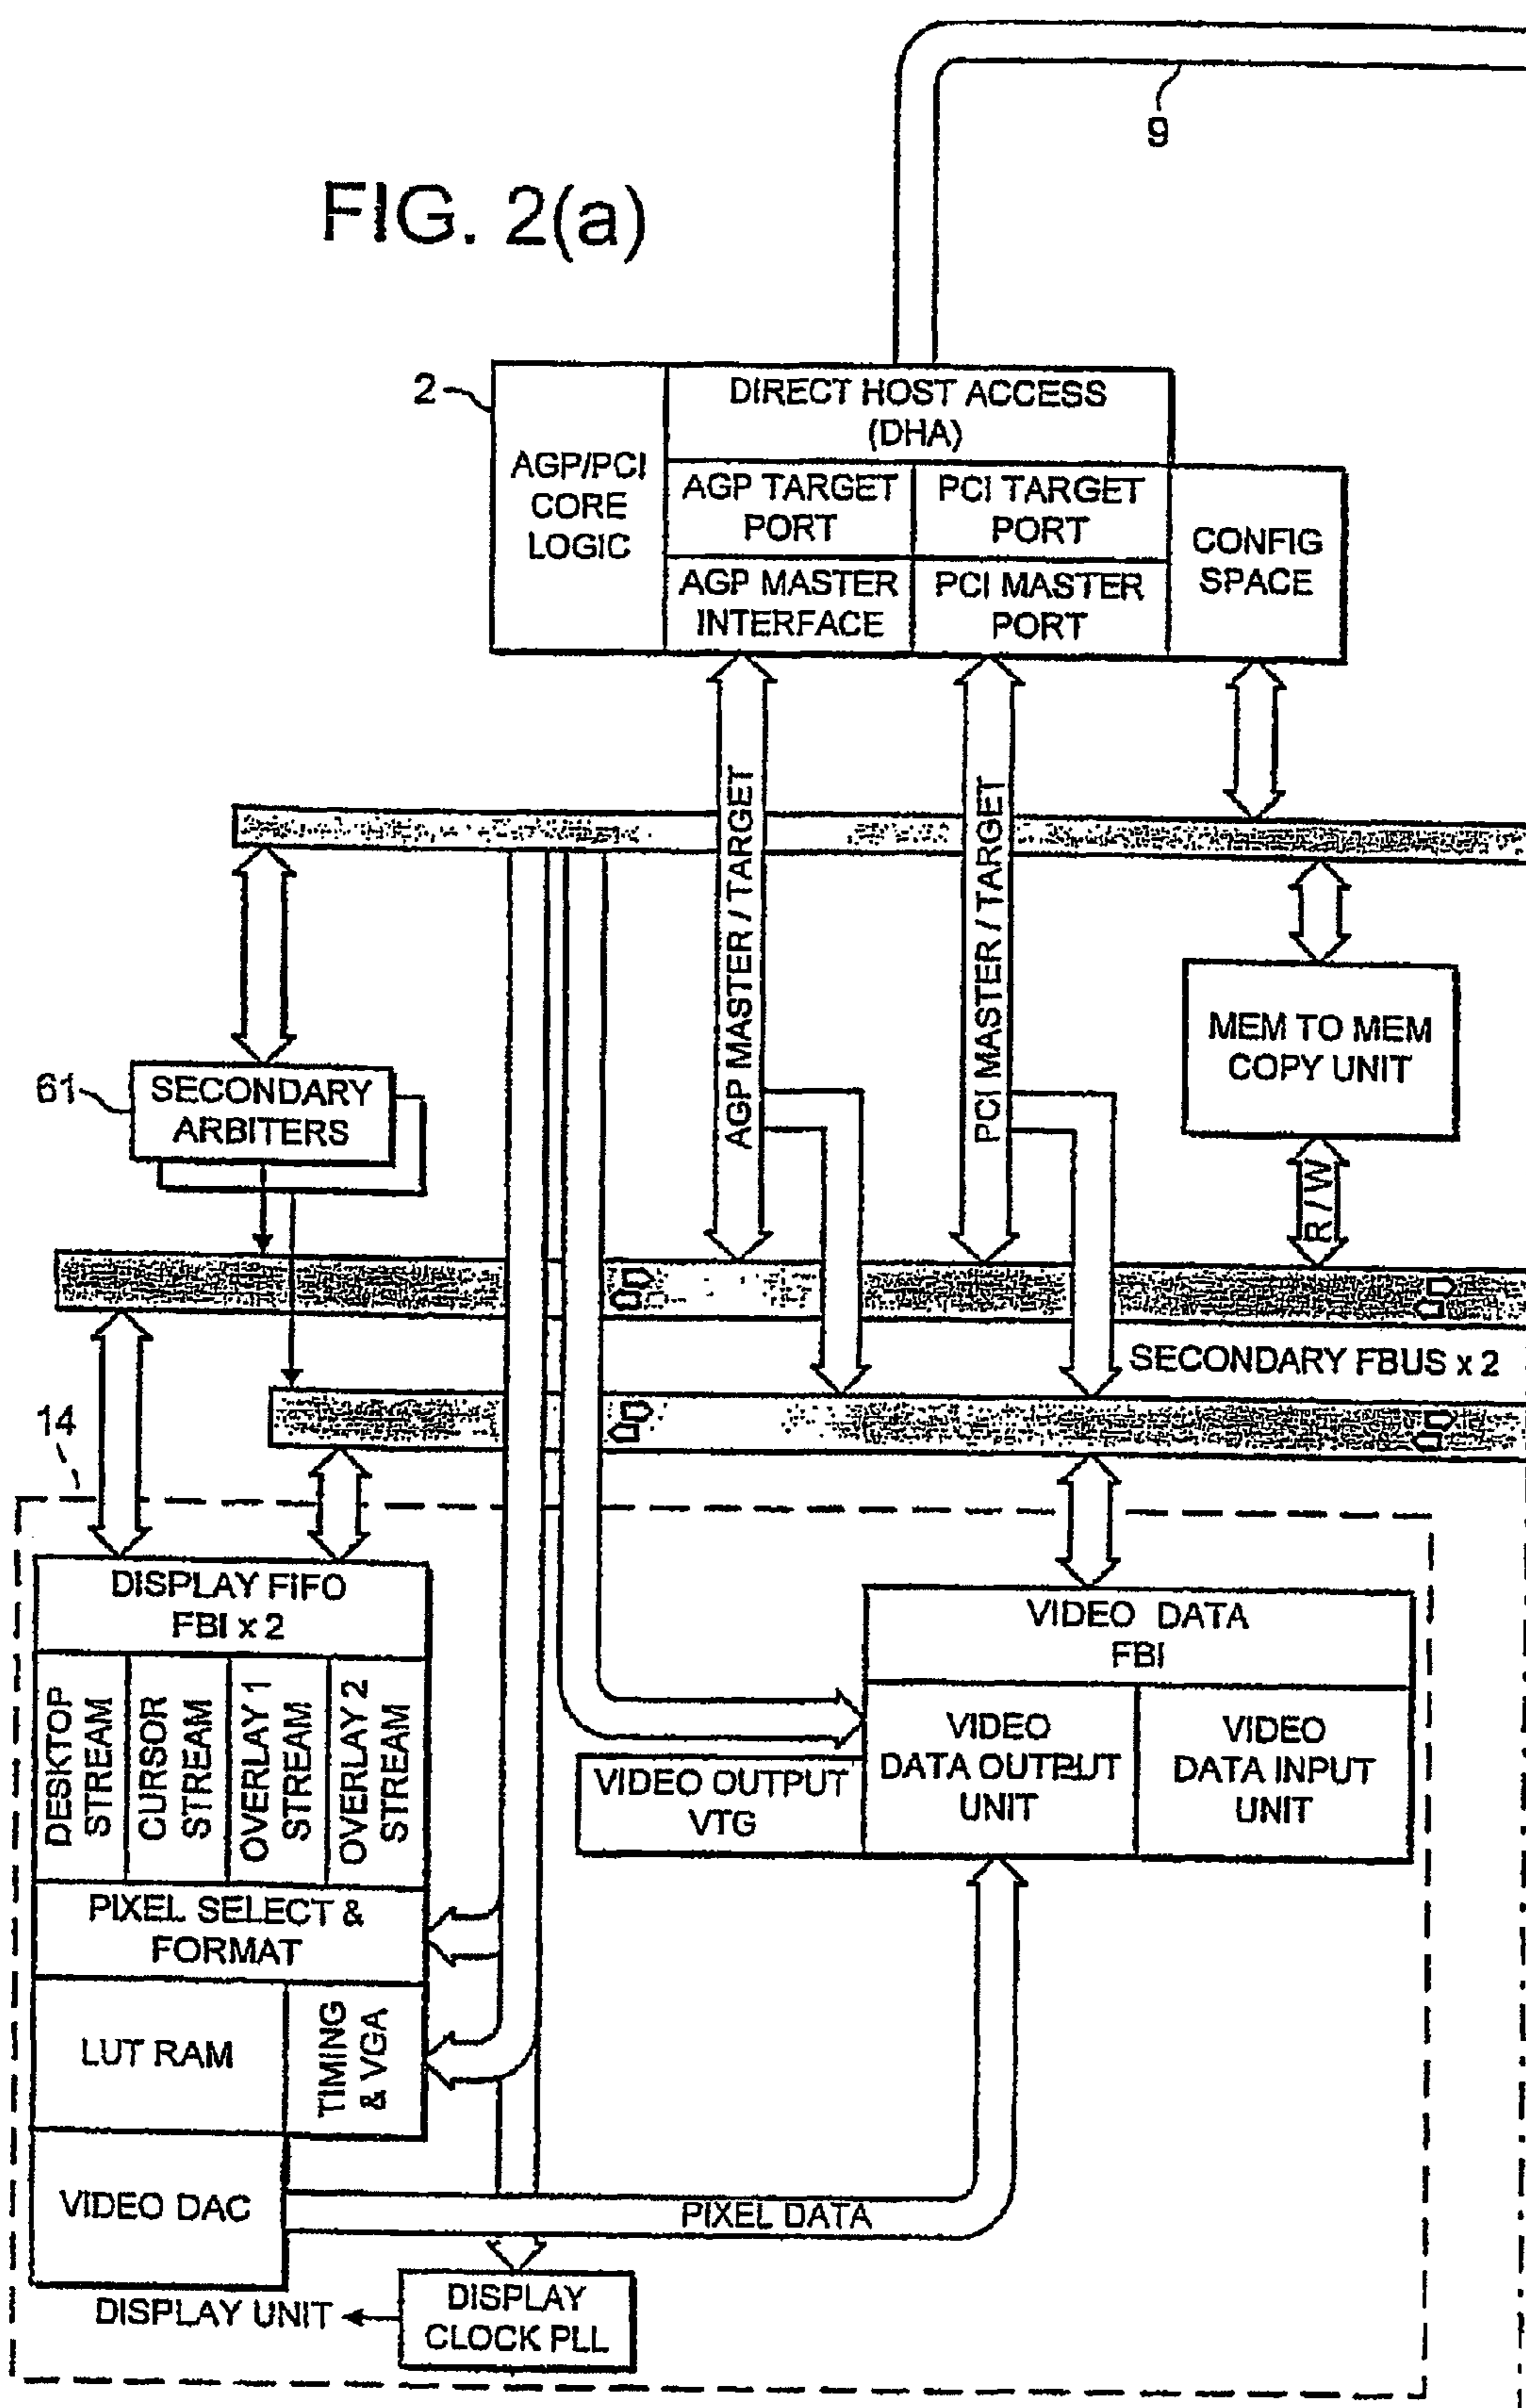 9
FIG. 2(a)
2
DIRECT HOST ACCESS
(DHA)
AGP/PCI
CORE
LOGIC
AGP TARGET
PORT
PCI TARGET
PORT
CONFIG
SPACE
AGP MASTER
INTERFACE
PCI MASTER
PORT
AGP MASTER / TARGET
PCI MASTER / TARGET
MEM TO MEM
COPY UNIT
61
SECONDARY
ARBITERS
R / W
SECONDARY FBUS x 2
14
DISPLAY FIFO
FBI x 2
VIDEO DATA
FBI
DESKTOP
STREAM
CURSOR
STREAM
OVERLAY 1
STREAM
OVERLAY 2
STREAM
VIDEO
DATA OUTPUT
UNIT
VIDEO
DATA INPUT
UNIT
VIDEO OUTPUT
VTG
PIXEL SELECT &
FORMAT
LUT RAM
TIMING
& VGA
VIDEO DAC
PIXEL DATA
DISPLAY UNIT
DISPLAY
CLOCK PLL